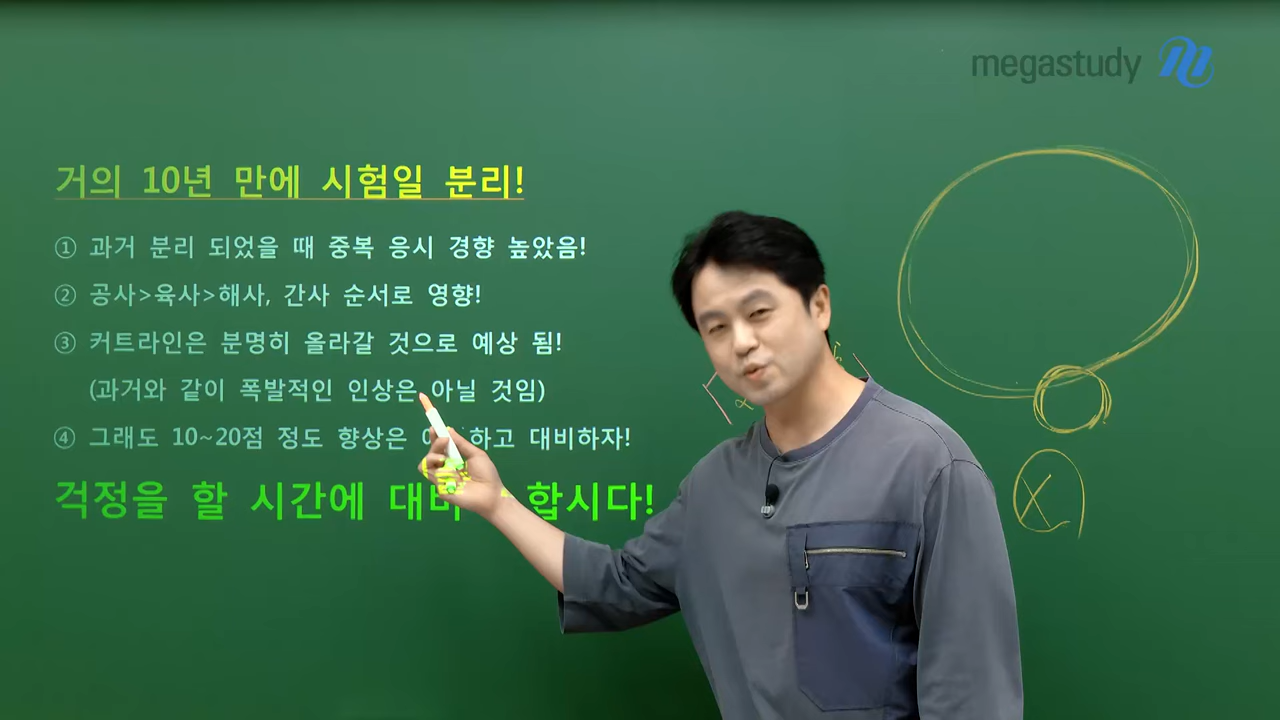 megastudy
거의 10년 만에 시험일 분리!
① 과거 분리 되었을 때 중복 응시 경향 높았음!
② 공사>육사>해사, 간사 순서로 영향!
③ 커트라인은 분명히 올라갈 것으로 예상 됨!
(과거와 같이 폭발적인 인상은 아닐 것임)
④ 그래도 10~20점 정도 향상은 대비하자!
걱정을 할 시간에 합시다!
X